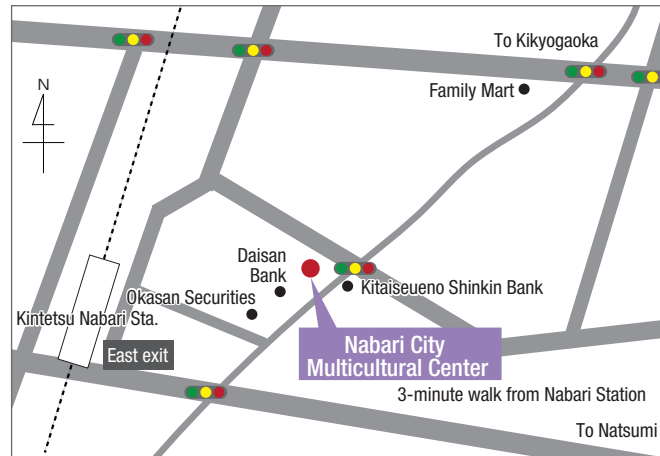 To Kikyogaoka
N
Family Mart
Daisan
Bank
Kitaiseueno Shinkin Bank
Okasan Securities
Kintetsu Nabari Sta.
East exit
Nabari City
Multicultural Center
3-minute walk from Nabari Station
To Natsumi